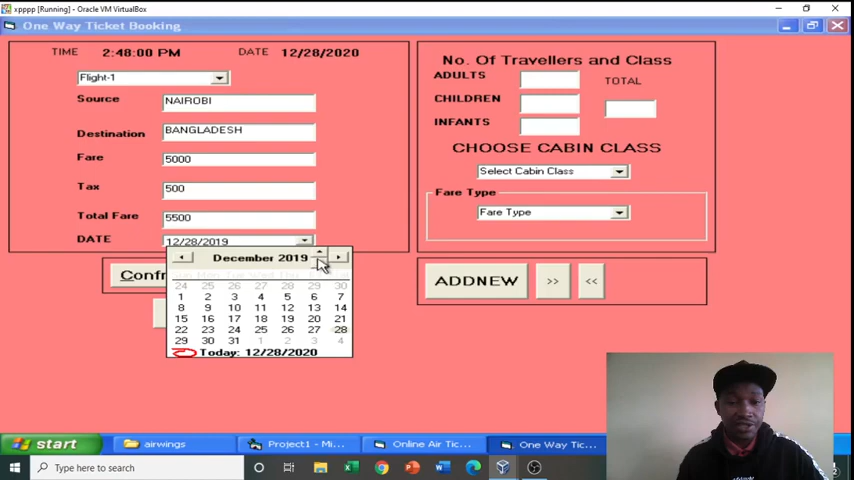 xpppp [Running] - Oracle VM VirtualBox
One Way Ticket Booking
TIME 2:48:00 PM DATE 12/28/2020
Flight-1
Source NAIROBI
Destination BANGLADESH
Fare 5000
Tax 500
Total Fare 5500
DATE 12/28/2019
December 2019
24 25 26 27 28 29 30
1 2 3 4 5 6 7
8 9 10 11 12 13 14
15 16 17 18 19 20 21
22 23 24 25 26 27 28
29 30 31 1 2 3 4
Today: 12/28/2020
No. Of Travellers and Class
ADULTS
TOTAL
CHILDREN
INFANTS
CHOOSE CABIN CLASS
Select Cabin Class
Fare Type
Fare Type
ADDNEW >> <<
start airwings Project1 - Mi... Online Air Tic... One Way Tic...
Type here to search